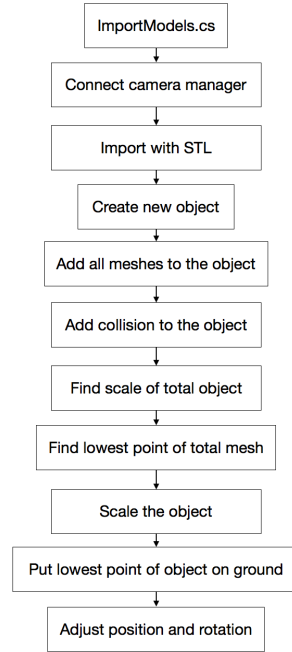 ImportModels.cs
Connect camera manager
Import with STL
Create new object
Add all meshes to the object
Add collision to the object
Find scale of total object
Find lowest point of total mesh
Scale the object
Put lowest point of object on ground
Adjust position and rotation